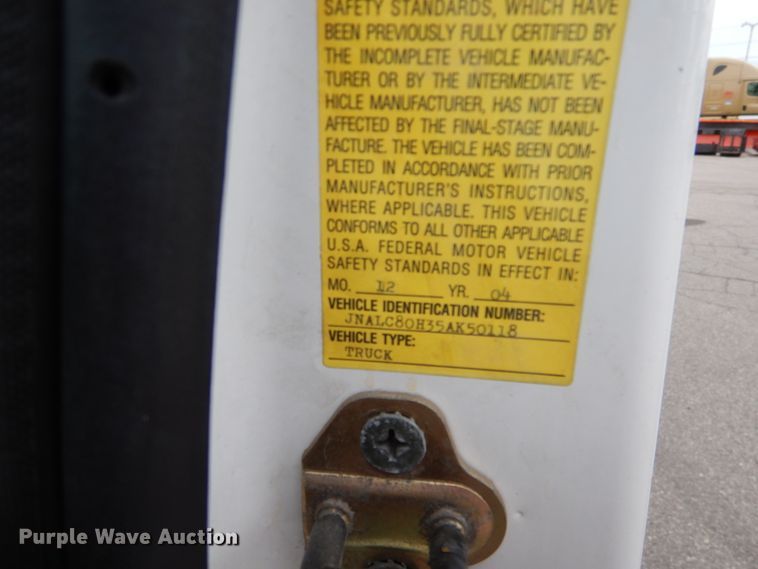 SAFETY STANDARDS, WHICH HAVE
BEEN PREVIOUSLY FULLY CERTIFIED BY
THE INCOMPLETE VEHICLE MANUFAC-
TURER OR BY THE INTERMEDIATE VE-
HICLE MANUFACTURER, HAS NOT BEEN
AFFECTED BY THE FINAL-STAGE MANU-
FACTURE. THE VEHICLE HAS BEEN COM-
PLETED IN ACCORDANCE WITH PRIOR
MANUFACTURER'S INSTRUCTIONS,
WHERE APPLICABLE. THIS VEHICLE
CONFORMS TO ALL OTHER APPLICABLE
U.S.A. FEDERAL MOTOR VEHICLE
SAFETY STANDARDS IN EFFECT IN:
MO. 12 YR. 04
VEHICLE IDENTIFICATION NUMBER:
JNALC80H35AK50118
VEHICLE TYPE:
TRUCK
Purple Wave Auction